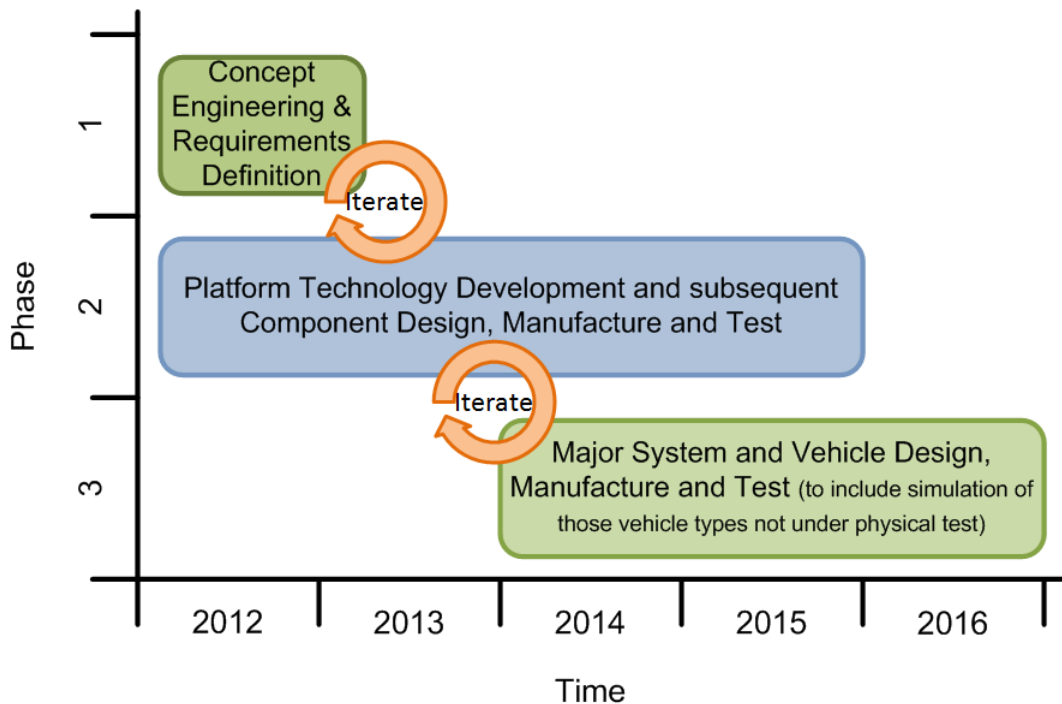 Concept
Engineering &
Requirements
Definition
Iterate
Platform Technology Development and subsequent
Component Design, Manufacture and Test
Iterate
Major System and Vehicle Design,
Manufacture and Test (to include simulation of
those vehicle types not under physical test)
Phase
1
2
3
2012
2013
2014
2015
2016
Time